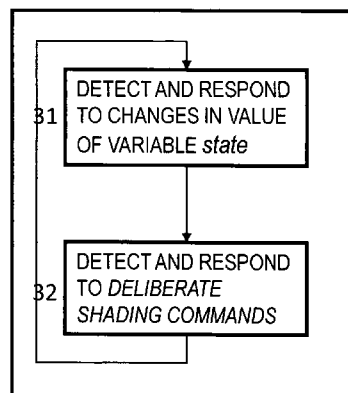 DETECT AND RESPOND
31 TO CHANGES IN VALUE
OF VARIABLE state
DETECT AND RESPOND
32 TO DELIBERATE
SHADING COMMANDS